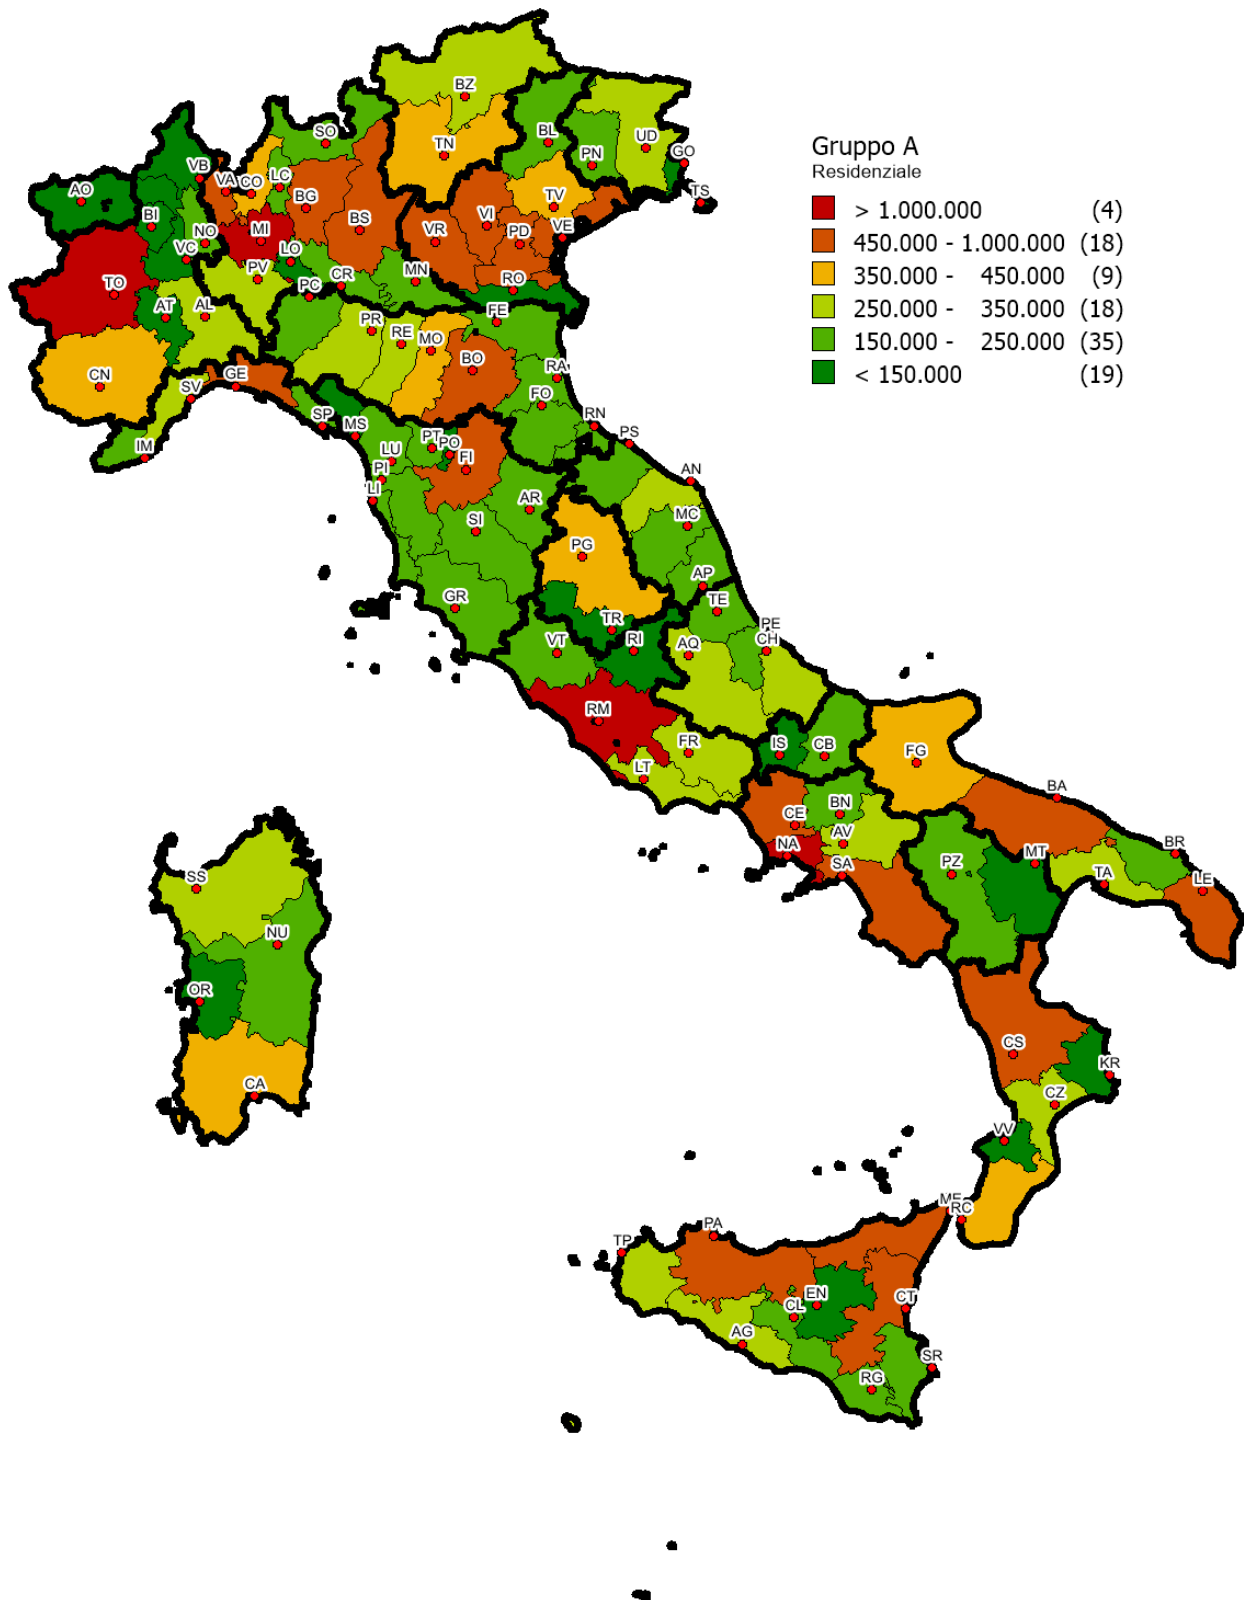 Gruppo A
Residenziale
> 1.000.000 (4)
450.000 - 1.000.000 (18)
350.000 - 450.000 (9)
250.000 - 350.000 (18)
150.000 - 250.000 (35)
< 150.000 (19)
BZ
SO
TN
BL
UD
PN
GO
VB
VA
CO
LC
BG
AO
TS
TV
BI
BS
VI
VE
NO
MI
VR
PD
VC
LO
PV
MN
CR
RO
TO
PC
AT
AL
FE
PR
RE
MO
BO
CN
RA
GE
SV
FO
SP
MS
RN
PS
IM
LU
PT
PO
FI
PI
LI
AN
AR
MC
SI
PG
AP
GR
TE
TR
PE
VT
RI
AQ
CH
RM
FR
IS
CB
FG
LT
BA
CE
BN
NA
AV
SA
PZ
MT
BR
TA
LE
SS
NU
OR
CA
CS
KR
CZ
VV
ME
RC
PA
TP
EN
CL
CT
AG
SR
RG